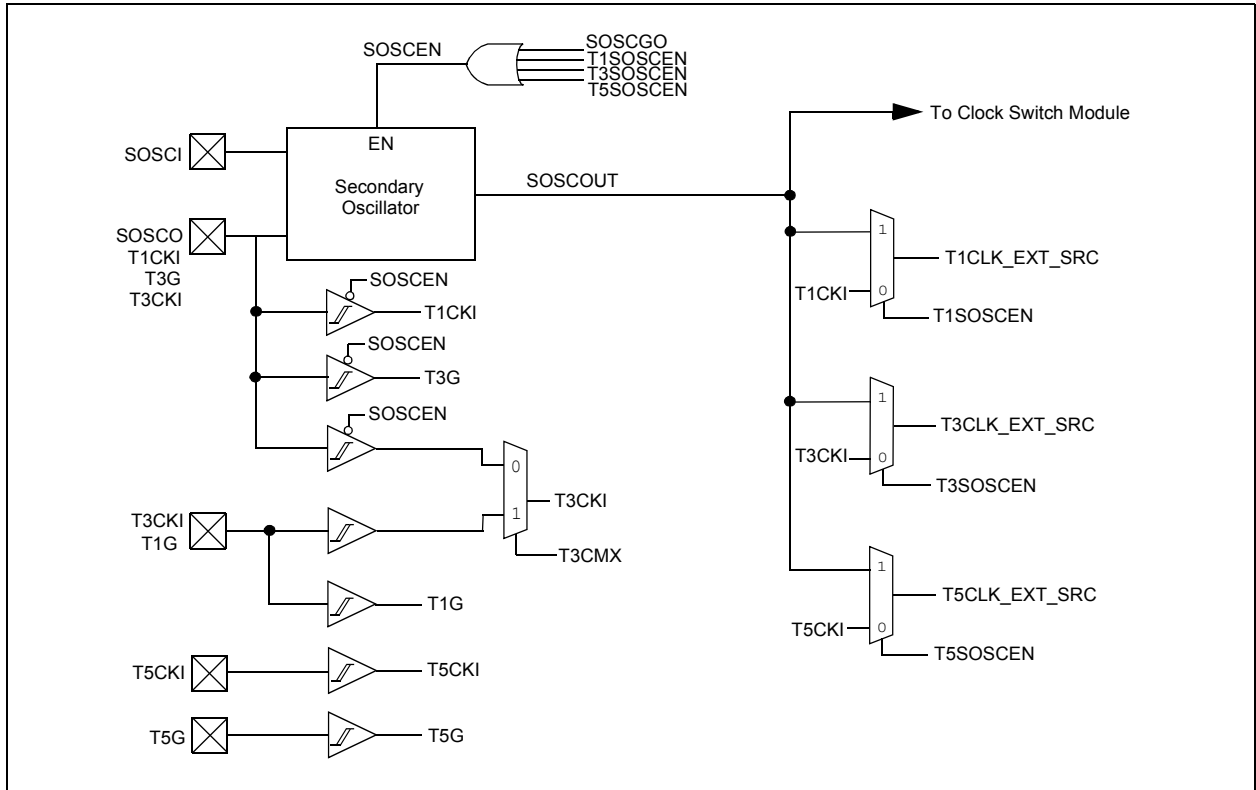 SOSCEN
SOSCGO
T1SOSCEN
T3SOSCEN
T5SOSCEN
To Clock Switch Module
SOSCI
EN
Secondary
Oscillator
SOSCOUT
SOSCO
T1CKI
T3G
T3CKI
SOSCEN
T1CKI
SOSCEN
T3G
SOSCEN
0
1
T3CKI
T3CMX
T3CKI
T1G
T1G
T5CKI
T5CKI
T5G
T5G
1
T1CKI
0
T1CLK_EXT_SRC
T1SOSCEN
1
T3CKI
0
T3CLK_EXT_SRC
T3SOSCEN
1
T5CKI
0
T5CLK_EXT_SRC
T5SOSCEN